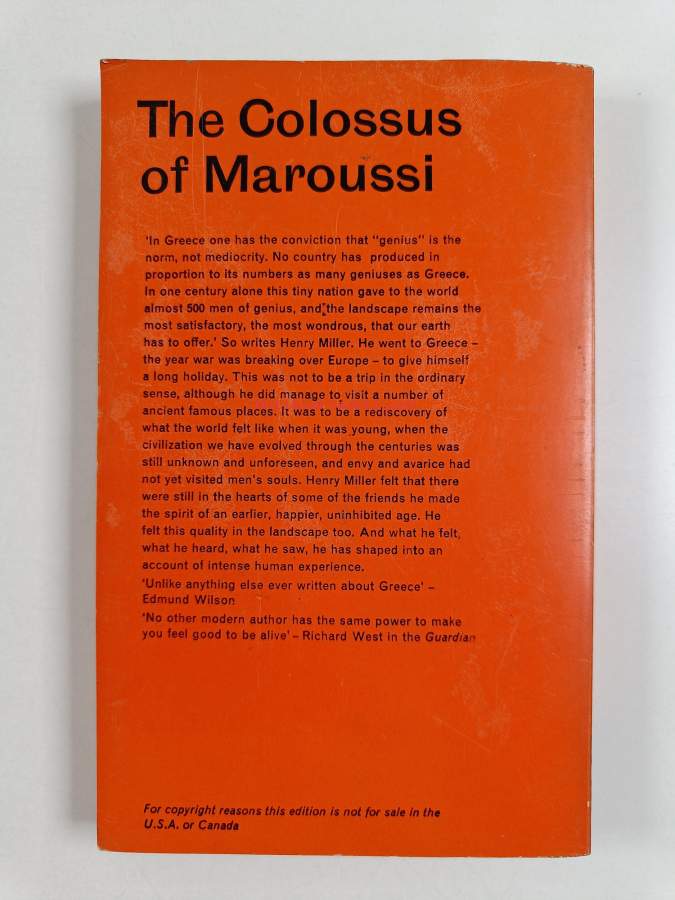 The Colossus
of Maroussi
'In Greece one has the conviction that "genius" is the
norm, not mediocrity. No country has produced in
proportion to its numbers as many geniuses as Greece.
In one century alone this tiny nation gave to the world
almost 500 men of genius, and the landscape remains the
most satisfactory, the most wondrous, that our earth
has to offer.' So writes Henry Miller. He went to Greece –
the year war was breaking over Europe – to give himself
a long holiday. This was not to be a trip in the ordinary
sense, although he did manage to visit a number of
ancient famous places. It was to be a rediscovery of
what the world felt like when it was young, when the
civilization we have evolved through the centuries was
still unknown and unforeseen, and envy and avarice had
not yet visited men's souls. Henry Miller felt that there
were still in the hearts of some of the friends he made
the spirit of an earlier, happier, uninhibited age. He
felt this quality in the landscape too. And what he felt,
what he heard, what he saw, he has shaped into an
account of intense human experience.
'Unlike anything else ever written about Greece' –
Edmund Wilson
'No other modern author has the same power to make
you feel good to be alive' – Richard West in the Guardian
For copyright reasons this edition is not for sale in the
U.S.A. or Canada